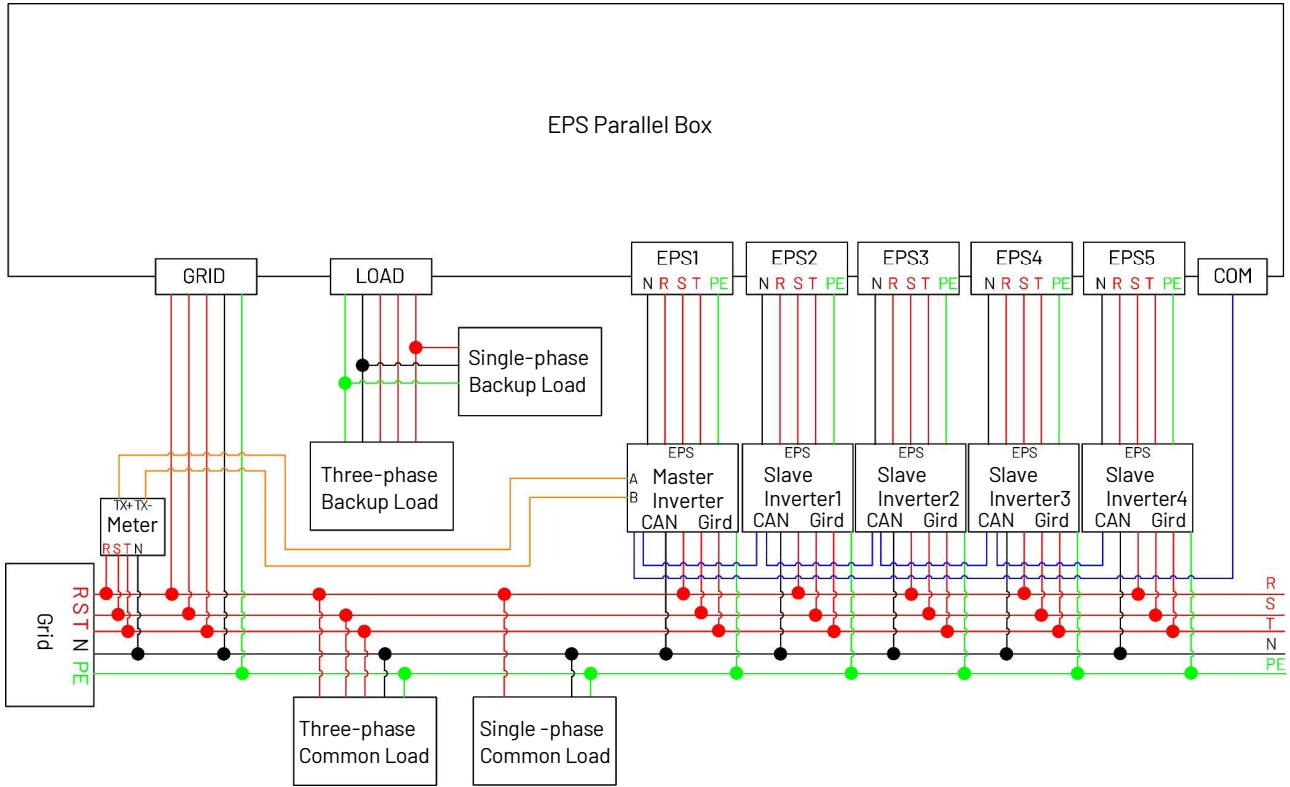 EPS Parallel Box
GRID
LOAD
EPS1
EPS2
EPS3
EPS4
EPS5
COM
N R S T PE
N R S T PE
N R S T PE
N R S T PE
N R S T PE
Single-phase
Backup Load
Three-phase
Backup Load
EPS
A Master
B Inverter
CAN Gird
EPS
Slave
Inverter1
CAN Gird
EPS
Slave
Inverter2
CAN Gird
EPS
Slave
Inverter3
CAN Gird
EPS
Slave
Inverter4
CAN Gird
TX+TX-
Meter
R S T N
Grid
R S T N PE
R
S
T
N
PE
Three-phase
Common Load
Single -phase
Common Load